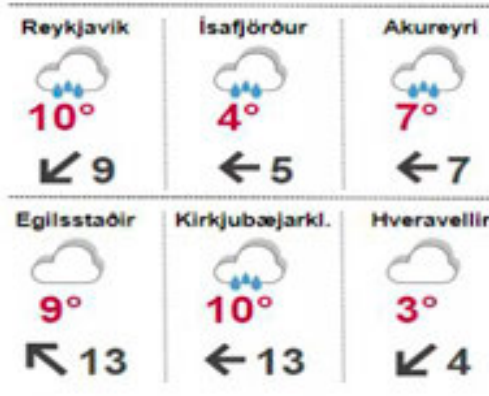 Reykjavik Ísafjörður Akureyri
10° 4° 7°
9 5 7
Egilsstaðir Kirkjubæjarkl. Hveravellir
9° 10° 3°
13 13 4